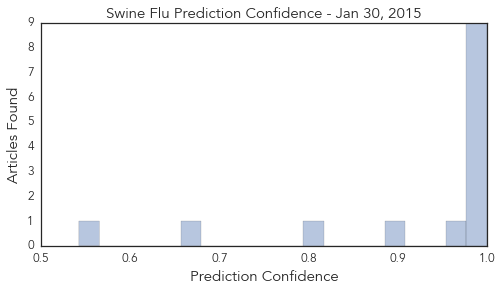 Swine Flu Prediction Confidence - Jan 30, 2015
Articles Found
9
8
7
6
5
4
3
2
1
0
0.5 0.6 0.7 0.8 0.9 1.0
Prediction Confidence